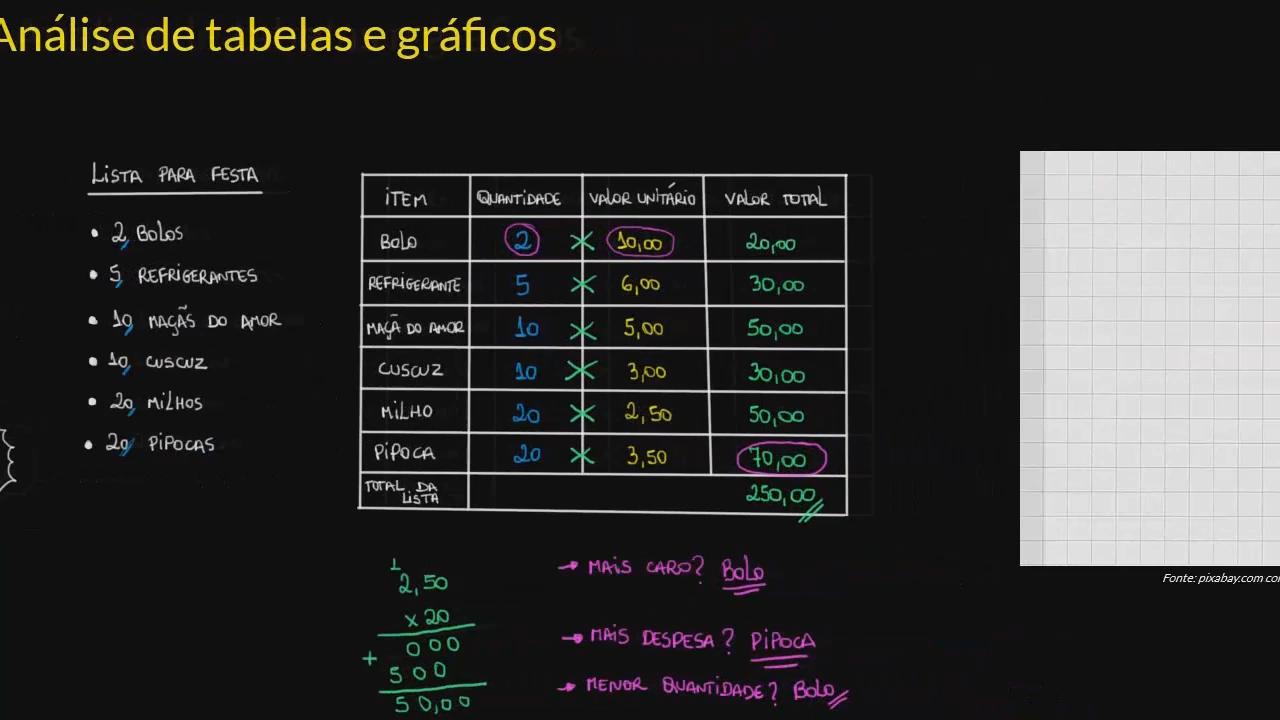 Análise de tabelas e gráficos
LISTA PARA FESTA
• 2 BOLOS
• 5 REFRIGERANTES
• 10 MAÇÃS DO AMOR
• 10 CUSCUZ
• 20 MILHOS
• 20 PIPOCAS
ITEM QUANTIDADE VALOR UNITÁRIO VALOR TOTAL
BOLO 2 × 10,00 20,00
REFRIGERANTE 5 × 6,00 30,00
MAÇÃ DO AMOR 10 × 5,00 50,00
CUSCUZ 10 × 3,00 30,00
MILHO 20 × 2,50 50,00
PIPOCA 20 × 3,50 70,00
TOTAL DA LISTA 250,00
1
2,50
x 20
000
+ 500
50,00
→ MAIS CARO? BOLO
→ MAIS DESPESA? PIPOCA
→ MENOR QUANTIDADE? BOLO
Fonte: pixabay.com